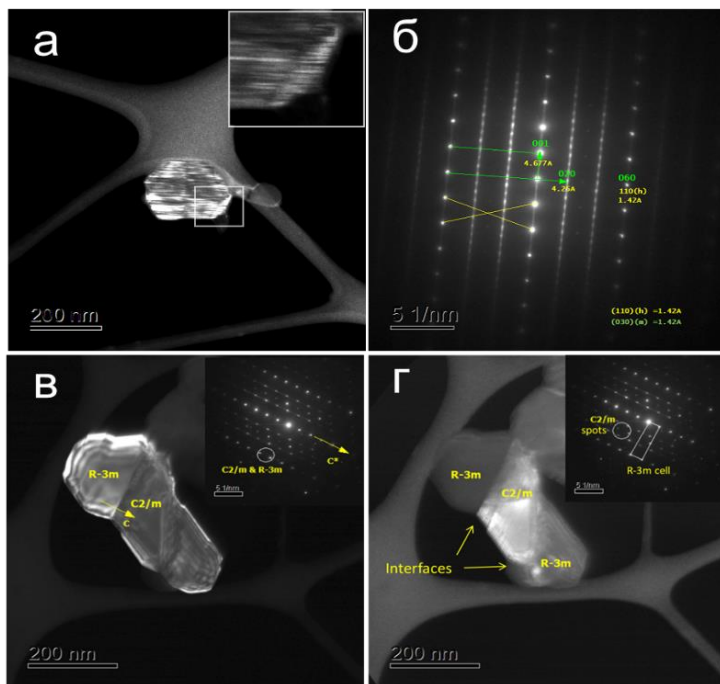 а
200 nm
б
001
4.677A
020
4.26A
060
110(h)
1.42A
(110)(h) =1.42A
(030)(m) =1.42A
5 1/nm
в
R-3m
C2/m
c
C2/m & R-3m
C*
5 1/nm
200 nm
г
C2/m
spots
R-3m cell
5 1/nm
R-3m
C2/m
Interfaces
R-3m
200 nm